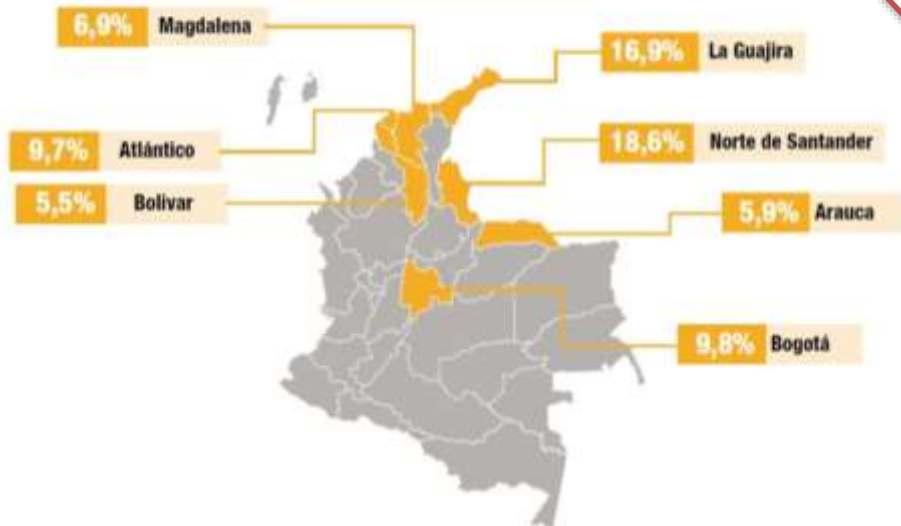 6,9% Magdalena
16,9% La Guajira
9,7% Atlántico
18,6% Norte de Santander
5,5% Bolivar
5,9% Arauca
9,8% Bogotá